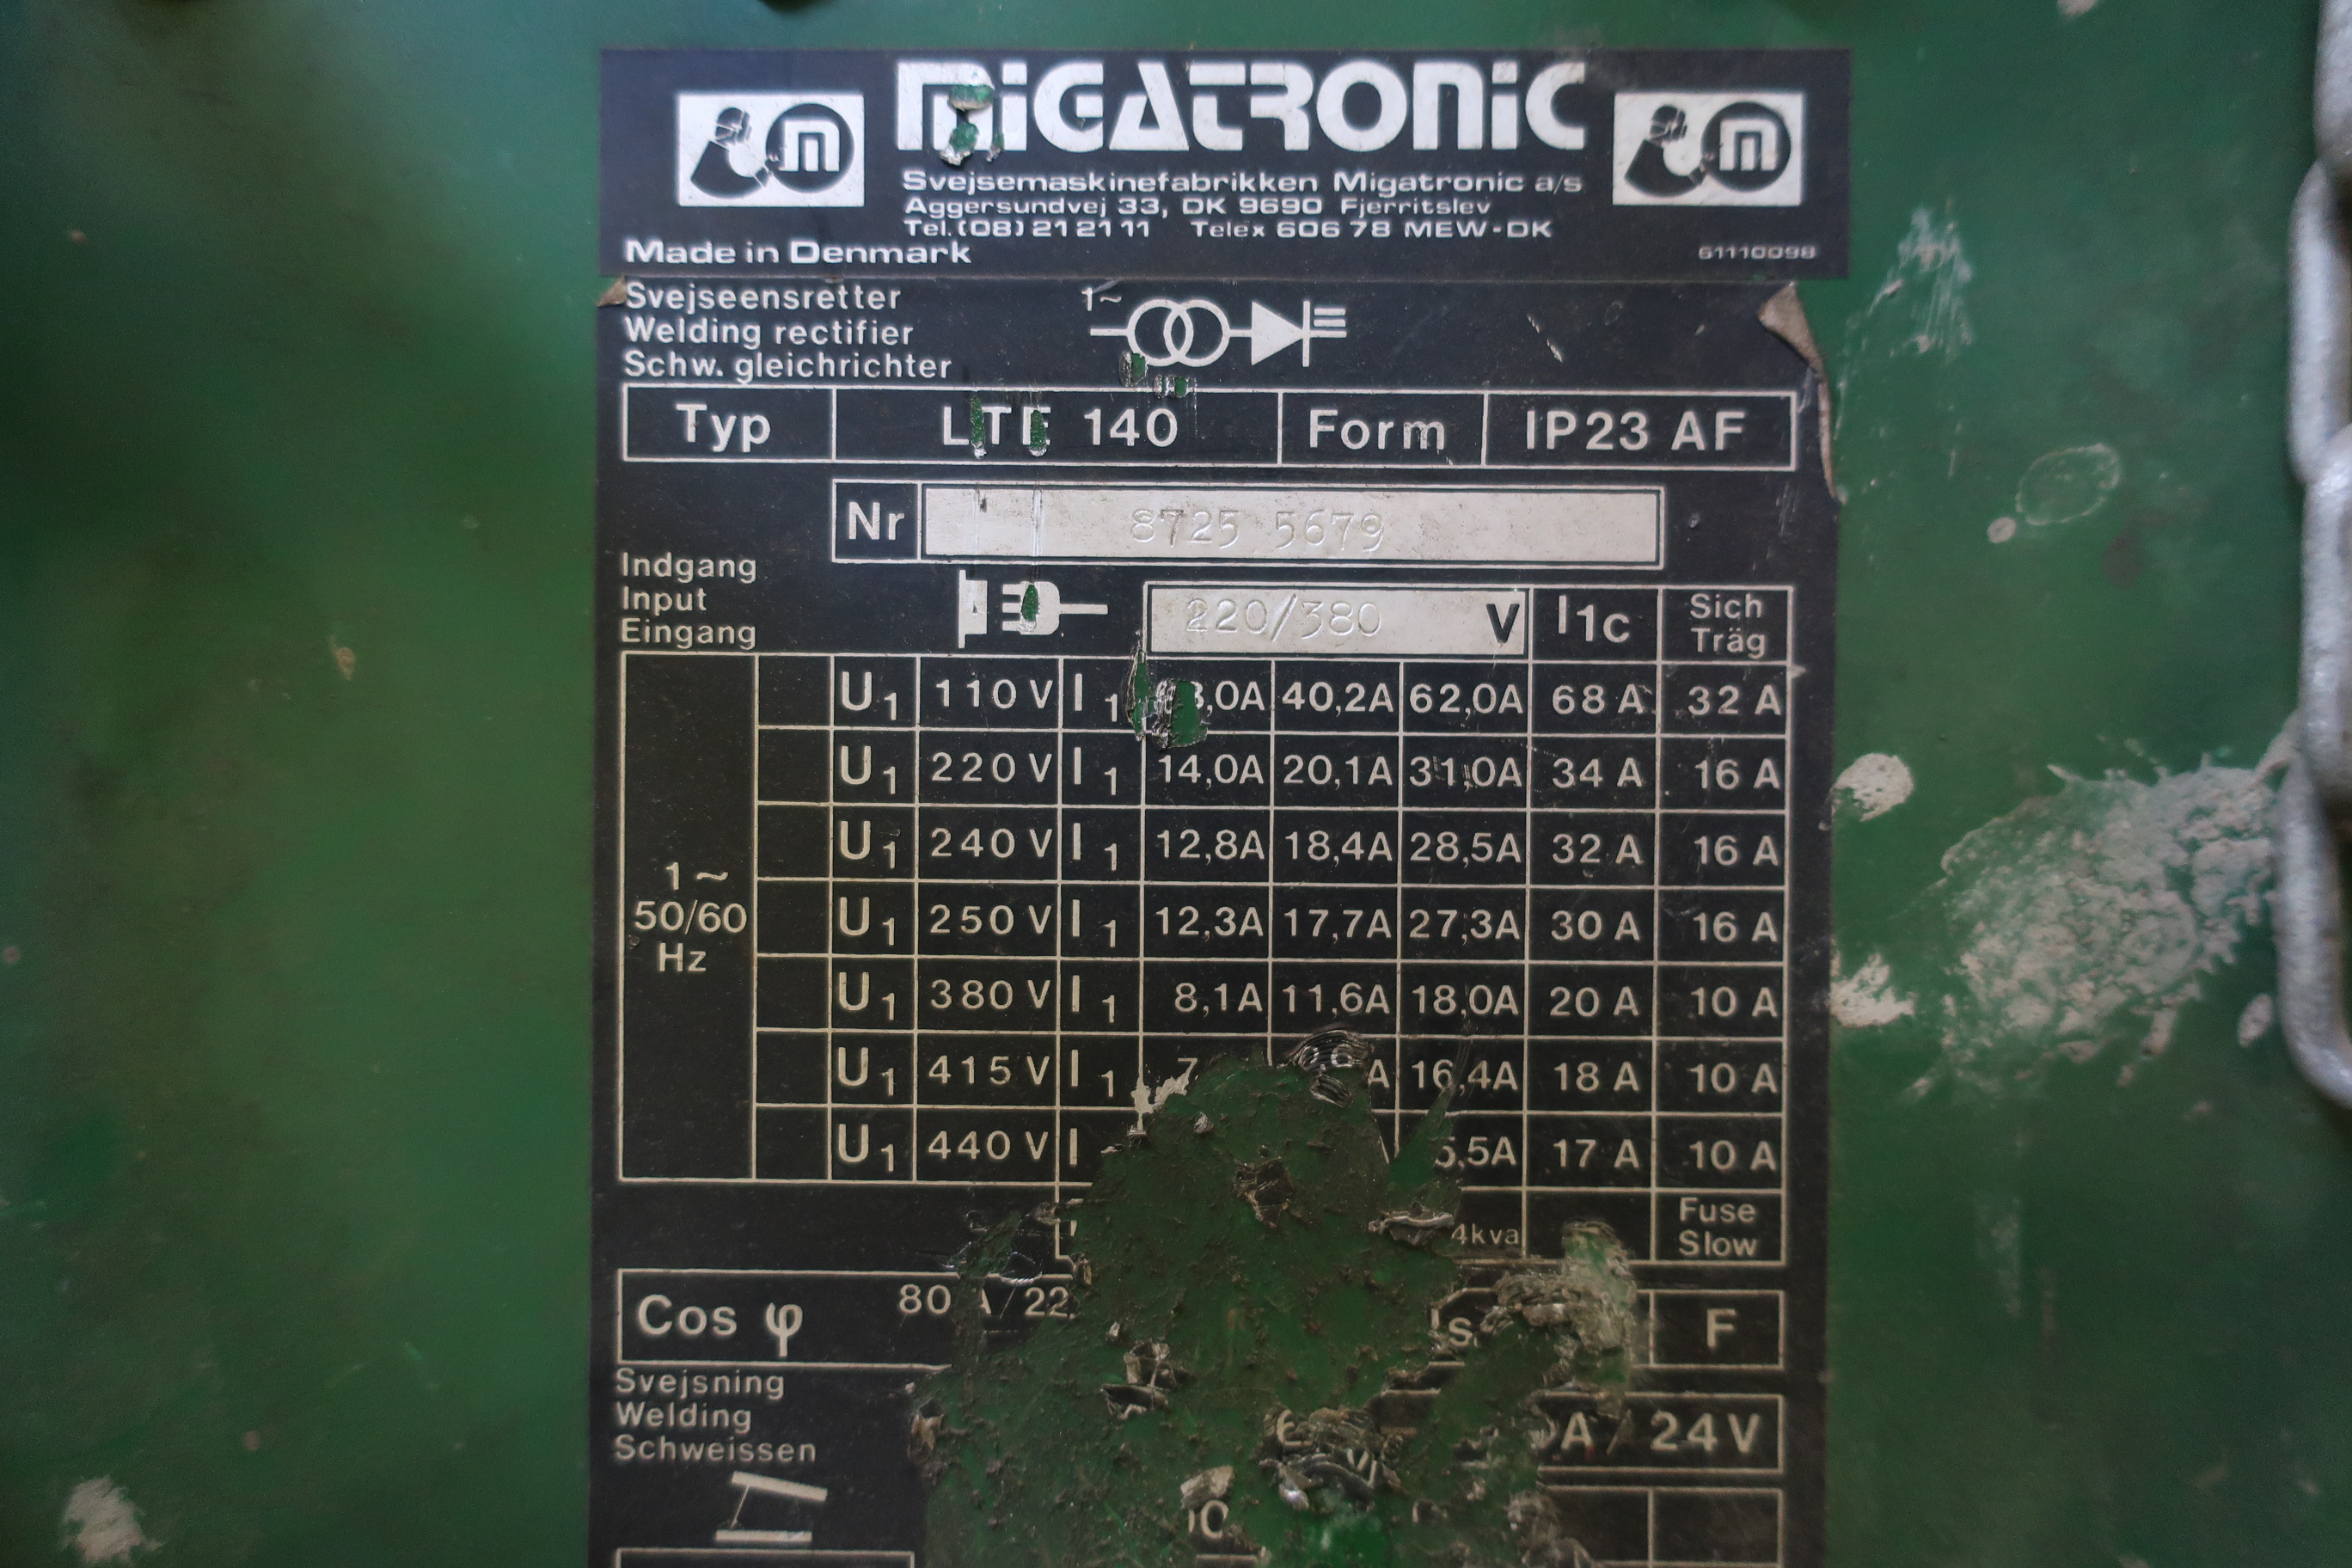 MIGATRONIC
Svejsemaskinefabrikken Migatronic a/s
Aggersundvej 33, DK 9690 Fjerritslev
Tel.(08) 21 21 11 Telex 606 78 MEW-DK
Made in Denmark 61110098
Svejseensretter 1~
Welding rectifier
Schw. gleichrichter
Typ LTE 140 Form IP23 AF
Nr 8725 5679
Indgang
Input
Eingang
220/380 V I1c Sich Träg
U1 110 V I1 40,2A 62,0A 68 A 32 A
U1 220 V I1 14,0A 20,1A 31,0A 34 A 16 A
U1 240 V I1 12,8A 18,4A 28,5A 32 A 16 A
1~ 50/60 Hz
U1 250 V I1 12,3A 17,7A 27,3A 30 A 16 A
U1 380 V I1 8,1A 11,6A 18,0A 20 A 10 A
U1 415 V I1 16,4A 18 A 10 A
U1 440 V I 17 A 10 A
Fuse Slow
Cos φ 80 A/ F
Svejsning
Welding
Schweissen
24V